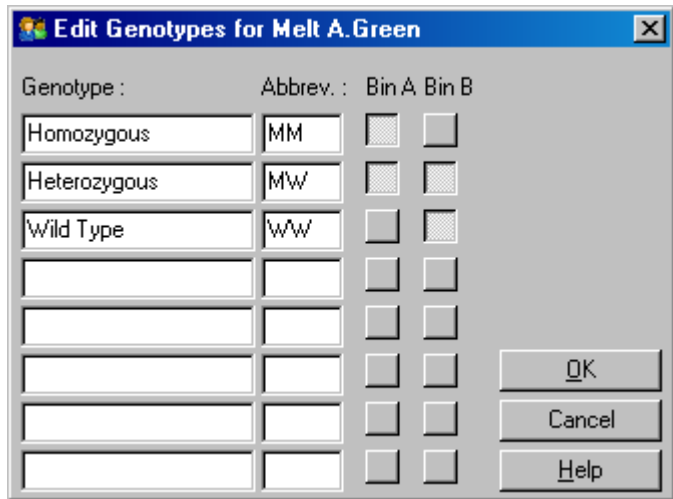 Edit Genotypes for Melt A.Green
Genotype : Abbrev. : Bin A Bin B
Homozygous MM
Heterozygous MW
Wild Type WW
OK
Cancel
Help